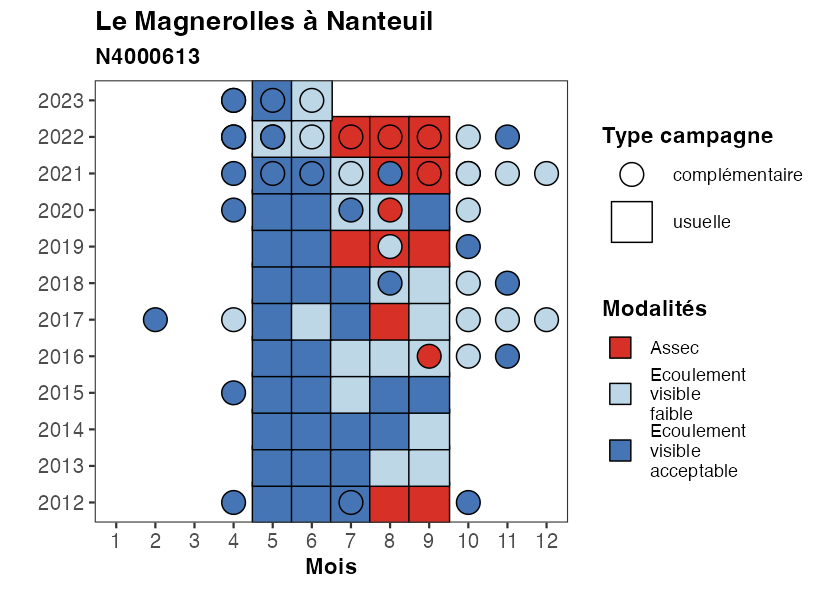 Le Magnerolles à Nanteuil
N4000613
2023
2022
2021
2020
2019
2018
2017
2016
2015
2014
2013
2012
1 2 3 4 5 6 7 8 9 10 11 12
Mois
Type campagne
complémentaire
usuelle
Modalités
Assec
Ecoulement
visible
faible
Ecoulement
visible
acceptable